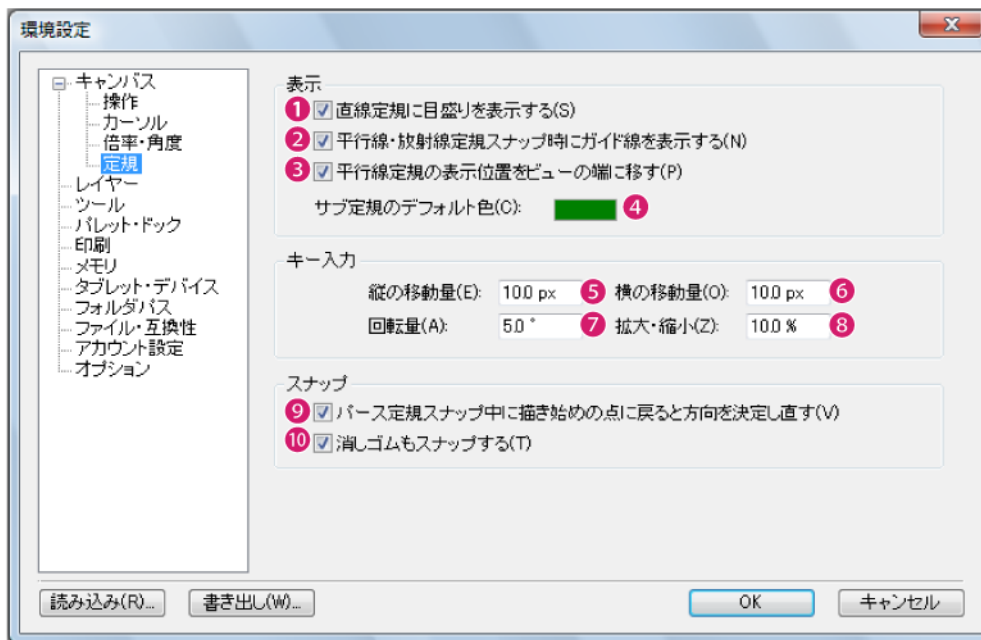 環境設定
キャンバス
操作
カーソル
倍率・角度
定規
レイヤー
ツール
パレット・ドック
印刷
メモリ
タブレット・デバイス
フォルダパス
ファイル・互換性
アカウント設定
オプション
表示
1 直線定規に目盛りを表示する(S)
2 平行線・放射線定規スナップ時にガイド線を表示する(N)
3 平行線定規の表示位置をビューの端に移す(P)
サブ定規のデフォルト色(C): 4
キー入力
縦の移動量(E): 10.0 px 5 横の移動量(O): 10.0 px 6
回転量(A): 5.0 ° 7 拡大・縮小(Z): 10.0 % 8
スナップ
9 パース定規スナップ中に描き始めの点に戻ると方向を決定し直す(V)
10 消しゴムもスナップする(T)
読み込み(R)... 書き出し(W)... OK キャンセル